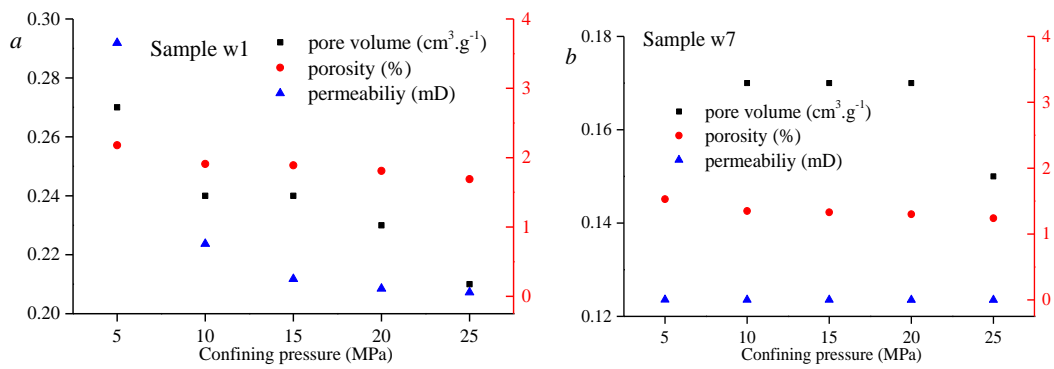 a
Sample w1
pore volume (cm³.g⁻¹)
porosity (%)
permeabiliy (mD)
0.30
0.28
0.26
0.24
0.22
0.20
4
3
2
1
0
5 10 15 20 25
Confining pressure (MPa)
b
Sample w7
pore volume (cm³.g⁻¹)
porosity (%)
permeabiliy (mD)
0.18
0.16
0.14
0.12
4
3
2
1
0
5 10 15 20 25
Confining pressure (MPa)